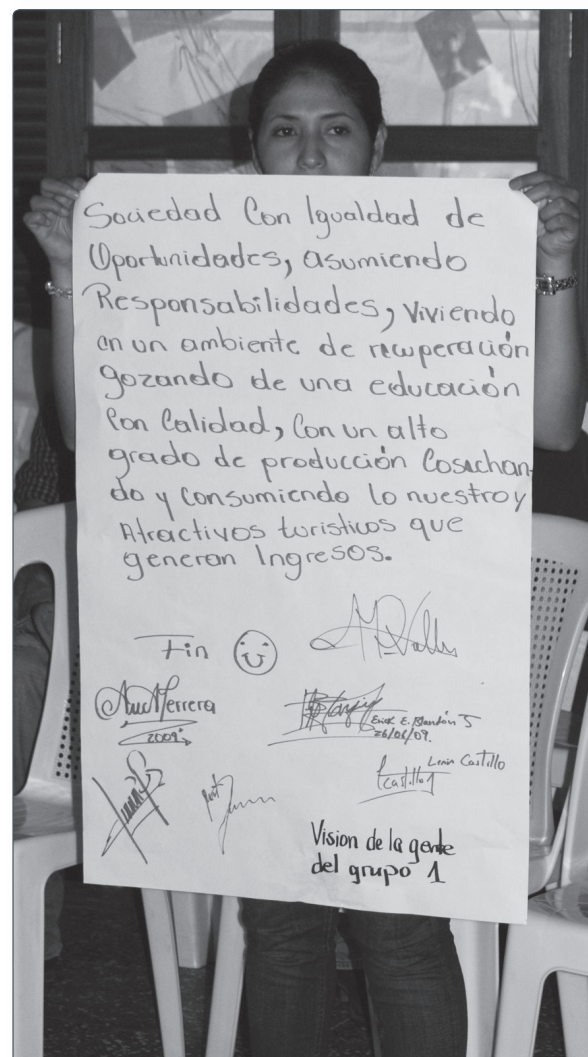 Sociedad Con Igualdad de
Oportunidades, asumiendo
Responsabilidades, viviendo
en un ambiente de recuperación
gozando de una educación
Con Calidad, Con un alto
grado de producción Cosechan-
do y Consumiendo lo nuestro y
Atractivos turisticos que
generan Ingresos.
Fin
Herrera
2009
Erick E. Blandón J
26/06/09.
Lenin Castillo
Castillo
Vision de la gente
del grupo 1